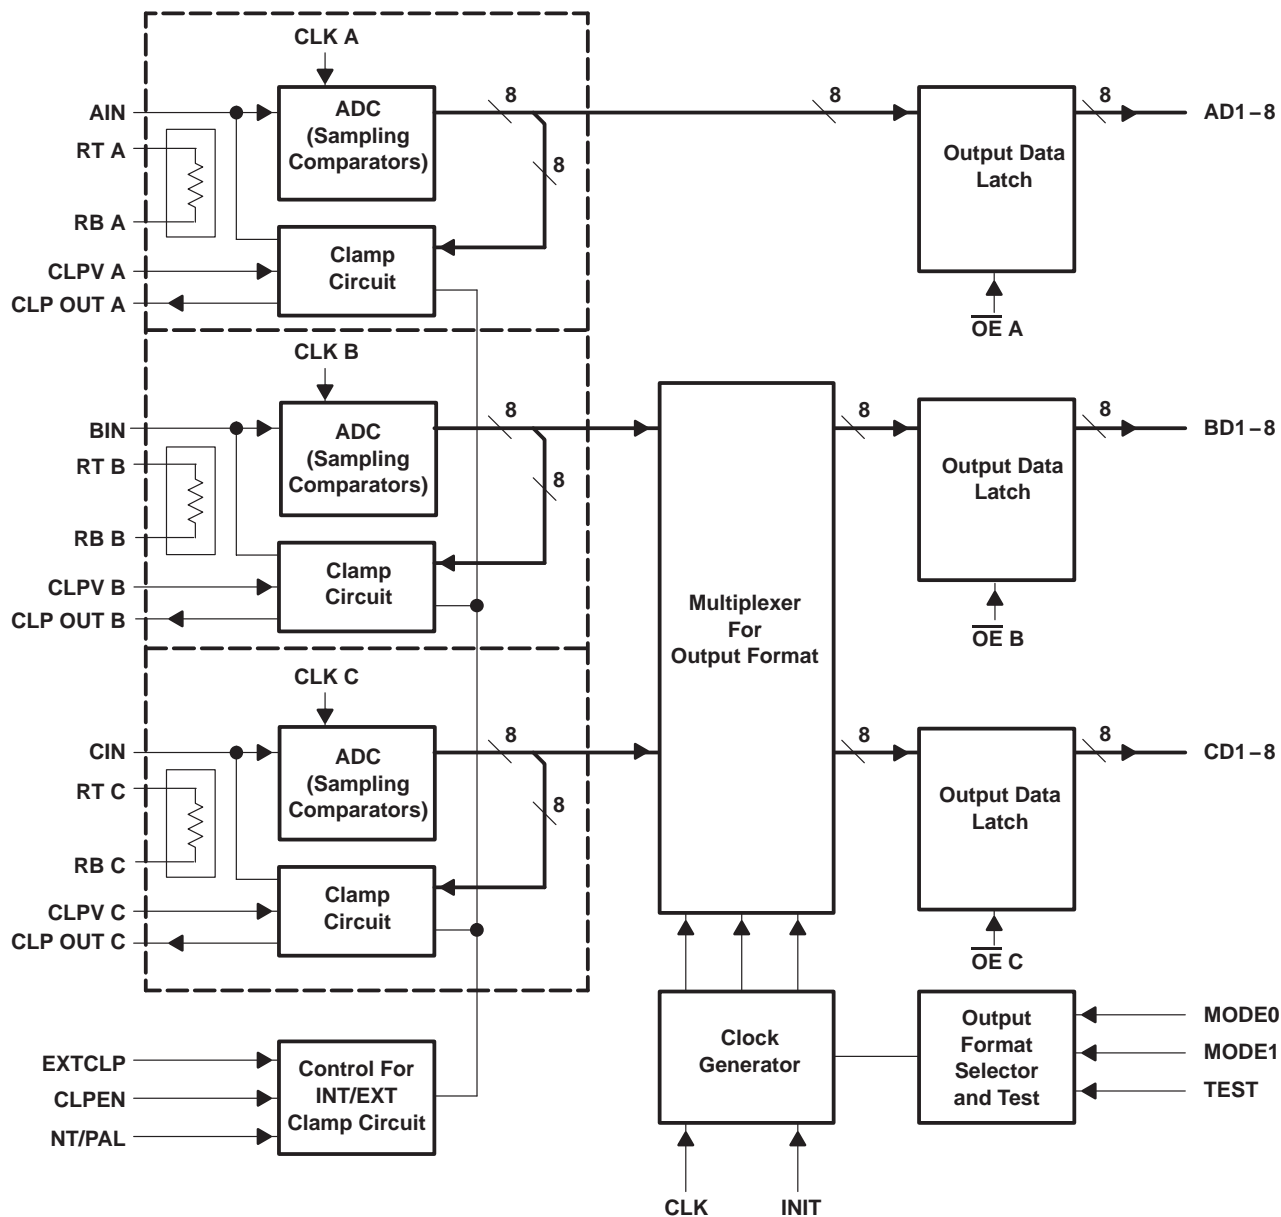 CLK A
AIN
RT A
RB A
CLPV A
CLP OUT A
ADC
(Sampling
Comparators)
8
8
8
Clamp
Circuit
Output Data
Latch
8
AD1–8
OE A
CLK B
BIN
RT B
RB B
CLPV B
CLP OUT B
ADC
(Sampling
Comparators)
8
8
Clamp
Circuit
Multiplexer
For
Output Format
8
Output Data
Latch
8
BD1–8
OE B
CLK C
CIN
RT C
RB C
CLPV C
CLP OUT C
ADC
(Sampling
Comparators)
8
8
Clamp
Circuit
8
Output Data
Latch
8
CD1–8
OE C
EXTCLP
CLPEN
NT/PAL
Control For
INT/EXT
Clamp Circuit
Clock
Generator
CLK
INIT
Output
Format
Selector
and Test
MODE0
MODE1
TEST